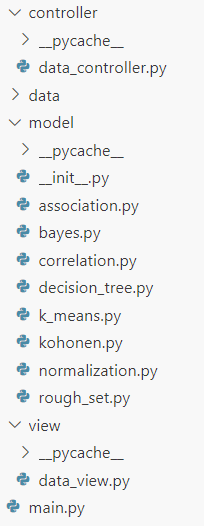 controller
__pycache__
data_controller.py
data
model
__pycache__
__init__.py
association.py
bayes.py
correlation.py
decision_tree.py
k_means.py
kohonen.py
normalization.py
rough_set.py
view
__pycache__
data_view.py
main.py